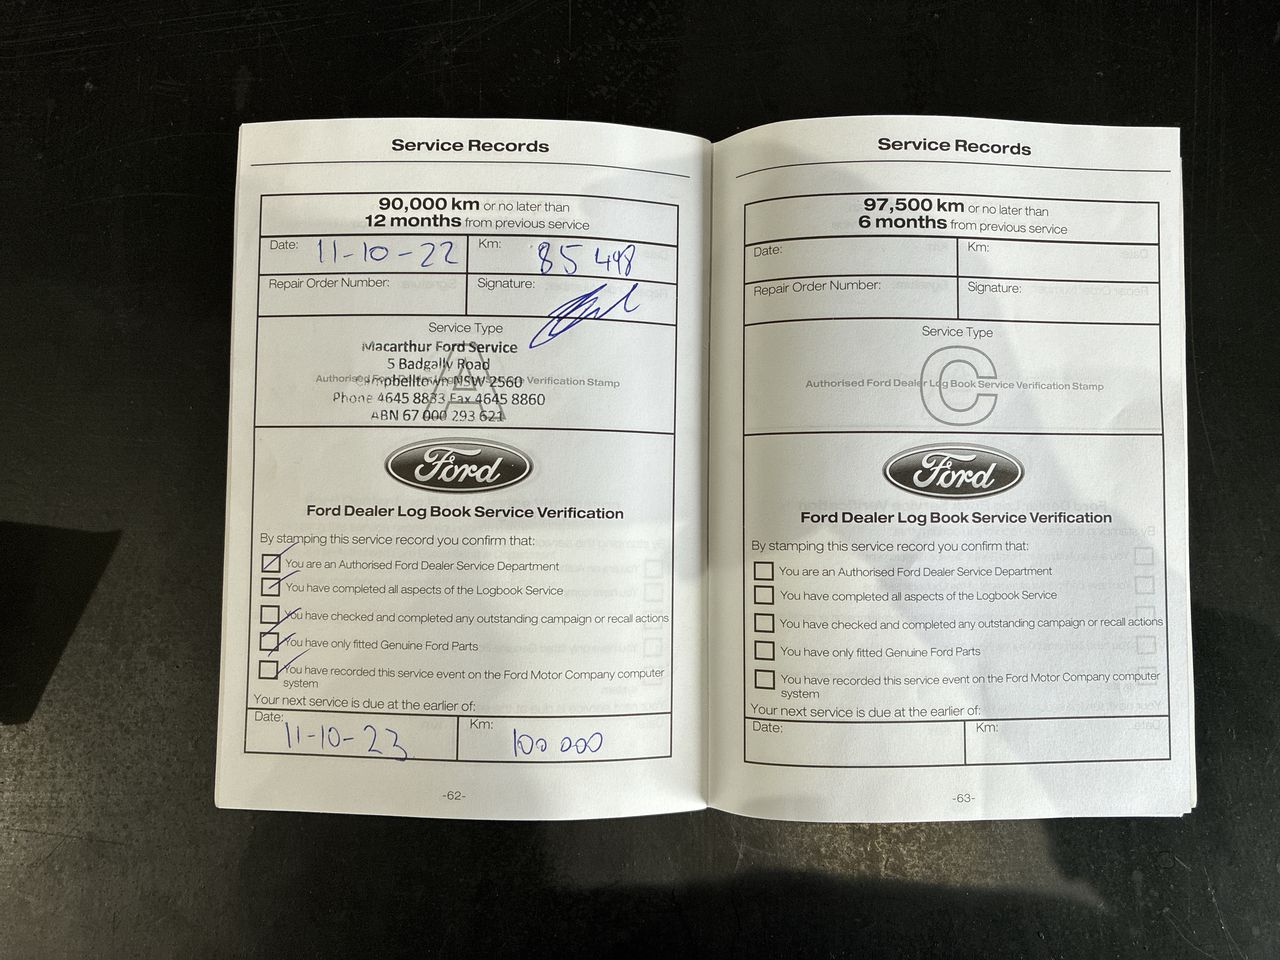 Service Records
90,000 km or no later than
12 months from previous service
Date: 11-10-22 Km: 85 498
Repair Order Number: Signature:
Service Type
A
Macarthur Ford Service
5 Badgally Road
Campbelltown NSW 2560
Authorised Ford Dealer Log Book Service Verification Stamp
Phone 4645 8833 Fax 4645 8860
ABN 67 000 293 621
Ford
Ford Dealer Log Book Service Verification
By stamping this service record you confirm that:
You are an Authorised Ford Dealer Service Department
You have completed all aspects of the Logbook Service
You have checked and completed any outstanding campaign or recall actions
You have only fitted Genuine Ford Parts
You have recorded this service event on the Ford Motor Company computer
system
Your next service is due at the earlier of:
Date: 11-10-23 Km: 100 000
-62-
Service Records
97,500 km or no later than
6 months from previous service
Date: Km:
Repair Order Number: Signature:
Service Type
C
Authorised Ford Dealer Log Book Service Verification Stamp
Ford
Ford Dealer Log Book Service Verification
By stamping this service record you confirm that:
You are an Authorised Ford Dealer Service Department
You have completed all aspects of the Logbook Service
You have checked and completed any outstanding campaign or recall actions
You have only fitted Genuine Ford Parts
You have recorded this service event on the Ford Motor Company computer
system
Your next service is due at the earlier of:
Date: Km:
-63-